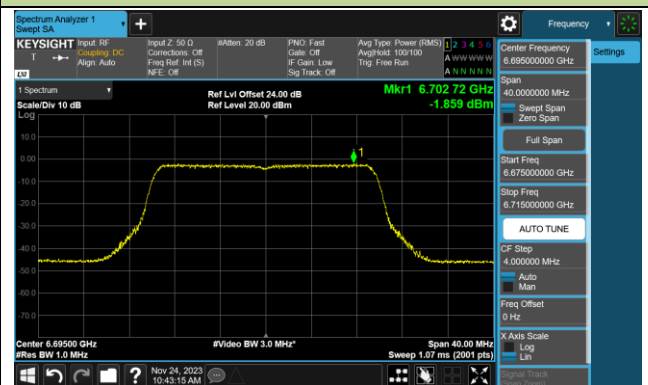 Spectrum Analyzer 1
Swept SA
+
Frequency
KEYSIGHT
Input: RF
Coupling: DC
Align: Auto
Input Z: 50 Ω
Corrections: Off
Freq Ref: Int (S)
NFE: Off
#Atten: 20 dB
PNO: Fast
Gate: Off
IF Gain: Low
Sig Track: Off
Avg Type: Power (RMS)
Avg|Hold: 100/100
Trig: Free Run
1 2 3 4 5 6
A W W W W W
A N N N N N
T
LXI
1 Spectrum
Scale/Div 10 dB
Log
Ref Lvl Offset 24.00 dB
Ref Level 20.00 dBm
Mkr1 6.702 72 GHz
-1.859 dBm
1
10.0
0.00
-10.0
-20.0
-30.0
-40.0
-50.0
-60.0
-70.0
Center 6.69500 GHz
#Res BW 1.0 MHz
#Video BW 3.0 MHz*
Span 40.00 MHz
Sweep 1.07 ms (2001 pts)
Nov 24, 2023
10:43:15 AM
?
Center Frequency
6.695000000 GHz
Span
40.0000000 MHz
Swept Span
Zero Span
Full Span
Start Freq
6.675000000 GHz
Stop Freq
6.715000000 GHz
AUTO TUNE
CF Step
4.000000 MHz
Auto
Man
Freq Offset
0 Hz
X Axis Scale
Log
Lin
Signal Track
(Span Zoom)
Settings